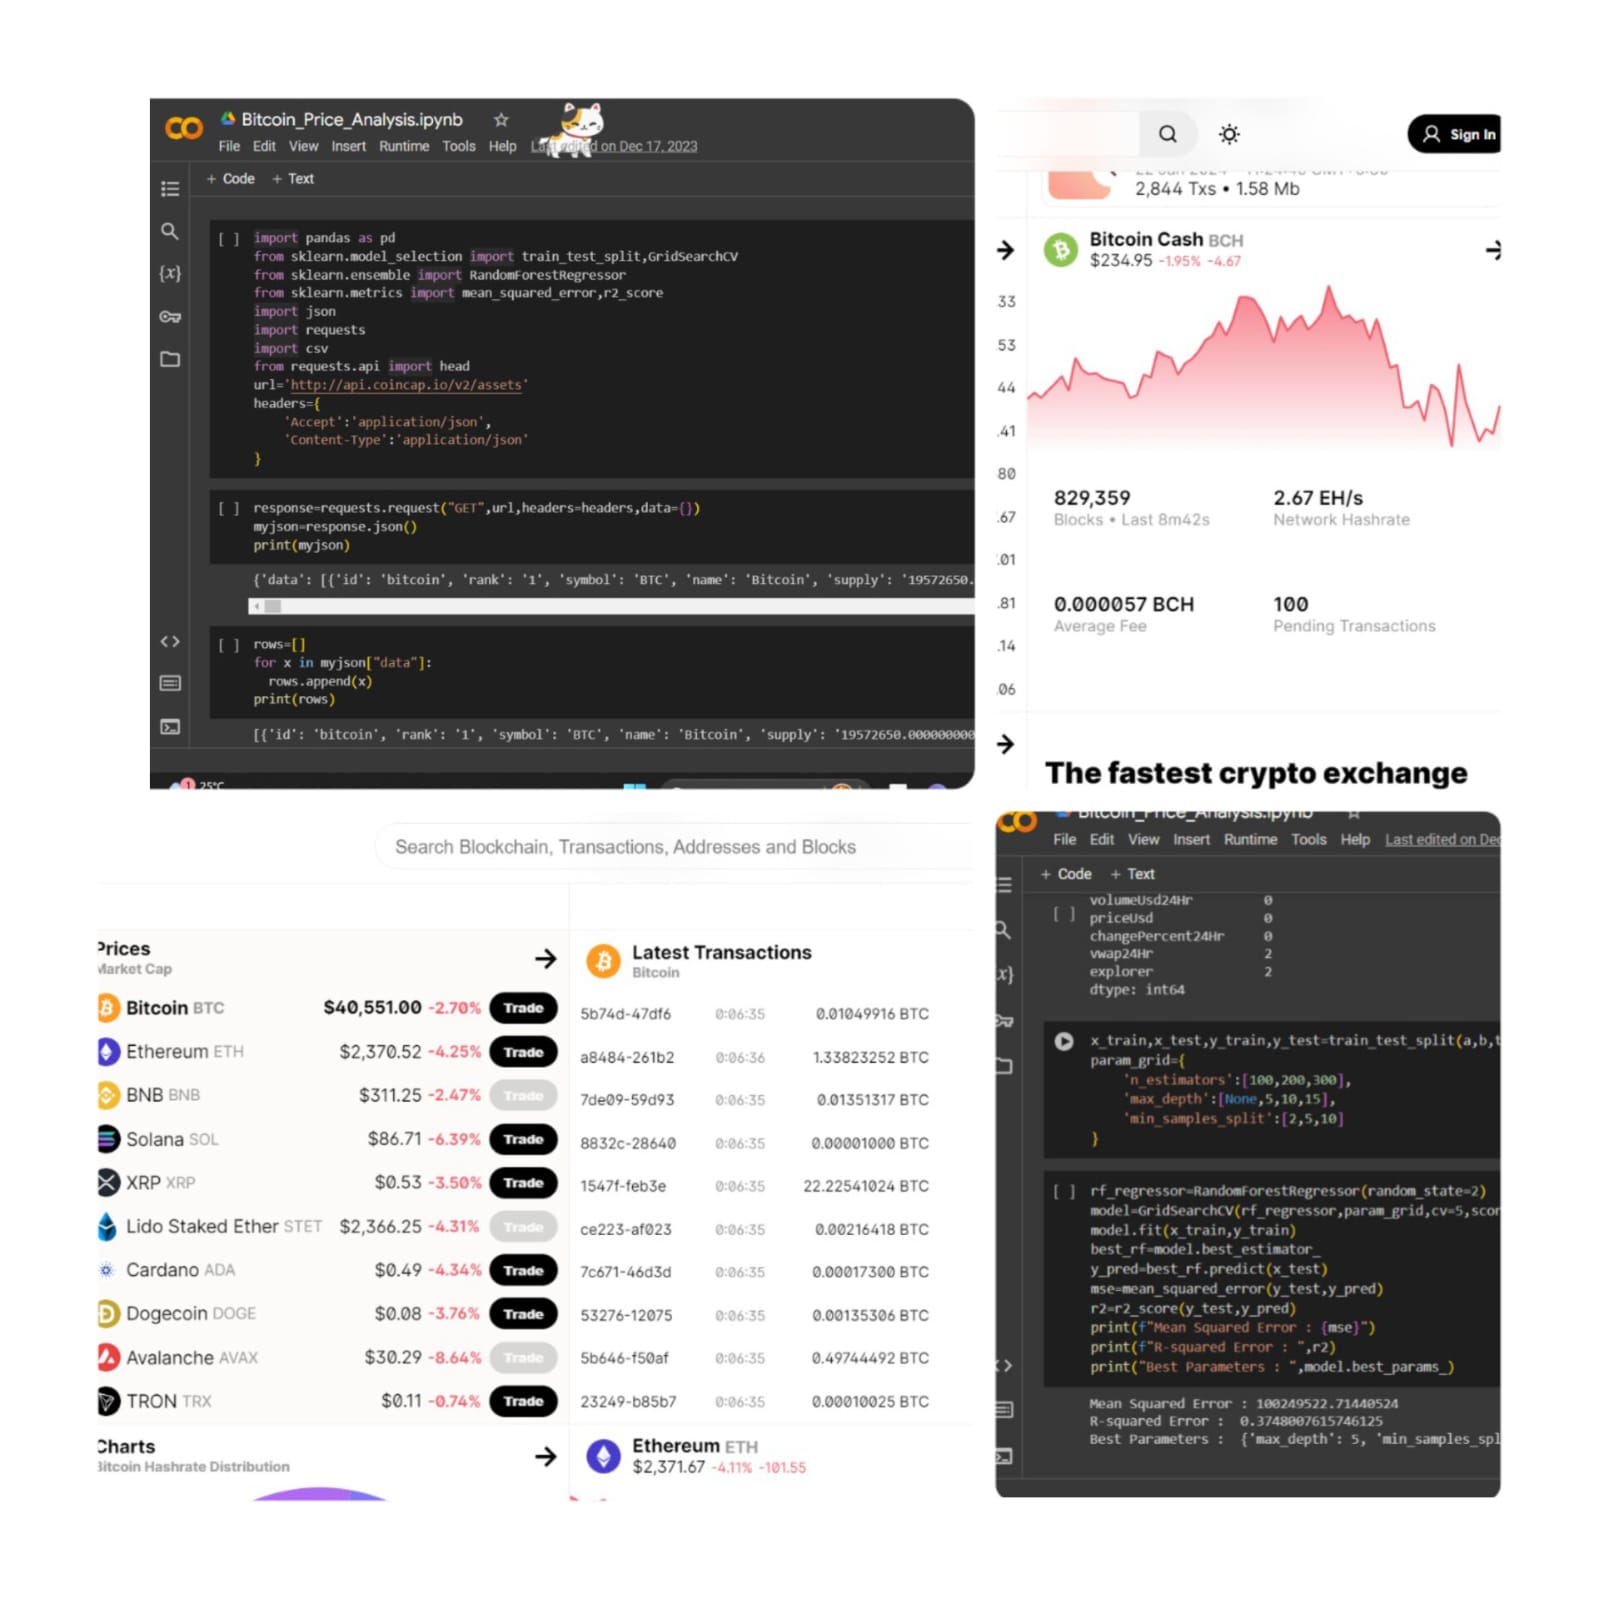 Bitcoin_Price_Analysis.ipynb
File Edit View Insert Runtime Tools Help Last edited on Dec 17, 2023
+ Code + Text
[ ] import pandas as pd
from sklearn.model_selection import train_test_split,GridSearchCV
from sklearn.ensemble import RandomForestRegressor
from sklearn.metrics import mean_squared_error,r2_score
import json
import requests
import csv
from requests.api import head
url='http://api.coincap.io/v2/assets'
headers={
'Accept':'application/json',
'Content-Type':'application/json'
}
[ ] response=requests.request("GET",url,headers=headers,data={})
myjson=response.json()
print(myjson)
{'data': [{'id': 'bitcoin', 'rank': '1', 'symbol': 'BTC', 'name': 'Bitcoin', 'supply': '19572650.
[ ] rows=[]
for x in myjson["data"]:
rows.append(x)
print(rows)
[{'id': 'bitcoin', 'rank': '1', 'symbol': 'BTC', 'name': 'Bitcoin', 'supply': '19572650.000000000
1 25°C
Sign In
2,844 Txs • 1.58 Mb
Bitcoin Cash BCH
$234.95 -1.95% -4.67
33
53
44
.41
80
.67
.01
.81
.14
.06
829,359
Blocks • Last 8m42s
2.67 EH/s
Network Hashrate
0.000057 BCH
Average Fee
100
Pending Transactions
The fastest crypto exchange
Search Blockchain, Transactions, Addresses and Blocks
Prices
Market Cap
Bitcoin BTC $40,551.00 -2.70% Trade
Ethereum ETH $2,370.52 -4.25% Trade
BNB BNB $311.25 -2.47% Trade
Solana SOL $86.71 -6.39% Trade
XRP XRP $0.53 -3.50% Trade
Lido Staked Ether STET $2,366.25 -4.31% Trade
Cardano ADA $0.49 -4.34% Trade
Dogecoin DOGE $0.08 -3.76% Trade
Avalanche AVAX $30.29 -8.64% Trade
TRON TRX $0.11 -0.74% Trade
Charts
Bitcoin Hashrate Distribution
Latest Transactions
Bitcoin
5b74d-47df6 0:06:35 0.01049916 BTC
a8484-261b2 0:06:36 1.33823252 BTC
7de09-59d93 0:06:35 0.01351317 BTC
8832c-28640 0:06:35 0.00001000 BTC
1547f-feb3e 0:06:35 22.22541024 BTC
ce223-af023 0:06:35 0.00216418 BTC
7c671-46d3d 0:06:35 0.00017300 BTC
53276-12075 0:06:35 0.00135306 BTC
5b646-f50af 0:06:35 0.49744492 BTC
23249-b85b7 0:06:35 0.00010025 BTC
Ethereum ETH
$2,371.67 -4.11% -101.55
Bitcoin_Price_Analysis.ipynb
File Edit View Insert Runtime Tools Help Last edited on Dec
+ Code + Text
[ ] volumeUsd24Hr 0
priceUsd 0
changePercent24Hr 0
vwap24Hr 2
explorer 2
dtype: int64
x_train,x_test,y_train,y_test=train_test_split(a,b,t
param_grid={
'n_estimators':[100,200,300],
'max_depth':[None,5,10,15],
'min_samples_split':[2,5,10]
}
[ ] rf_regressor=RandomForestRegressor(random_state=2)
model=GridSearchCV(rf_regressor,param_grid,cv=5,scor
model.fit(x_train,y_train)
best_rf=model.best_estimator_
y_pred=best_rf.predict(x_test)
mse=mean_squared_error(y_test,y_pred)
r2=r2_score(y_test,y_pred)
print(f"Mean Squared Error : {mse}")
print(f"R-squared Error : ",r2)
print("Best Parameters : ",model.best_params_)
Mean Squared Error : 100249522.71440524
R-squared Error : 0.3748007615746125
Best Parameters : {'max_depth': 5, 'min_samples_spl